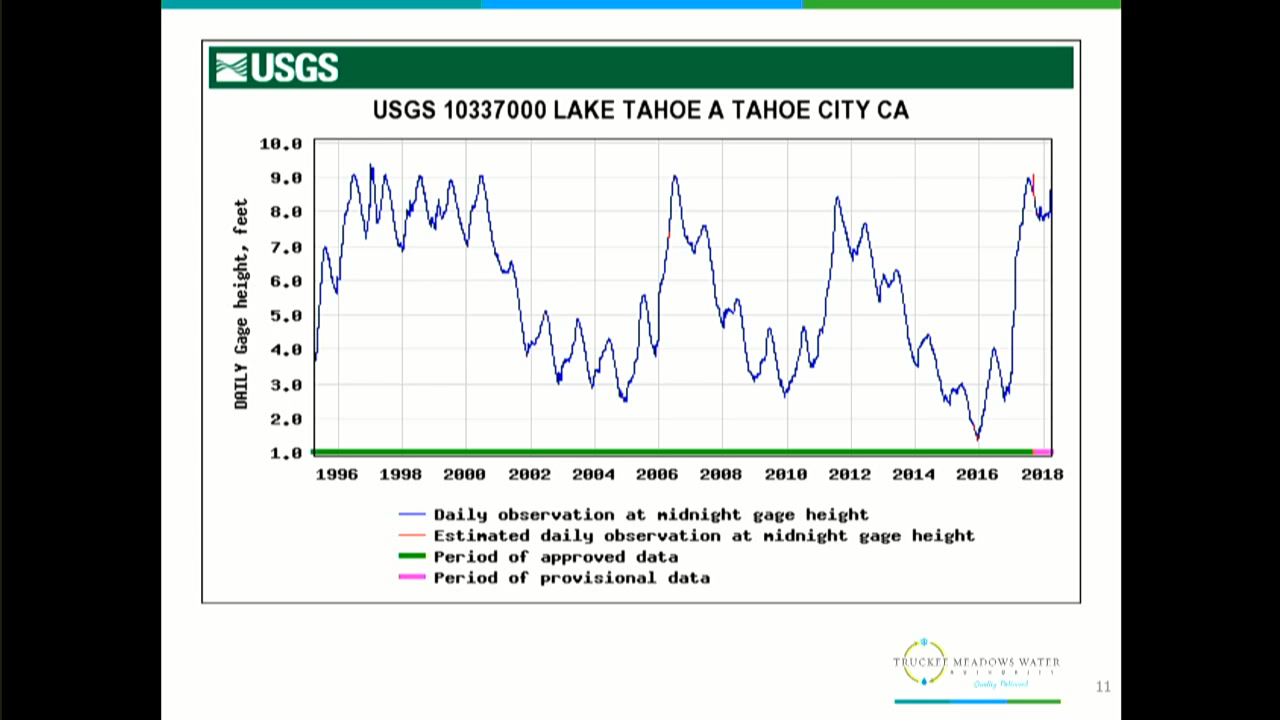 USGS
USGS 10337000 LAKE TAHOE A TAHOE CITY CA
DAILY Gage height, feet
10.0
9.0
8.0
7.0
6.0
5.0
4.0
3.0
2.0
1.0
1996 1998 2000 2002 2004 2006 2008 2010 2012 2014 2016 2018
Daily observation at midnight gage height
Estimated daily observation at midnight gage height
Period of approved data
Period of provisional data
TRUCKEE MEADOWS WATER
Quality Delivered
11